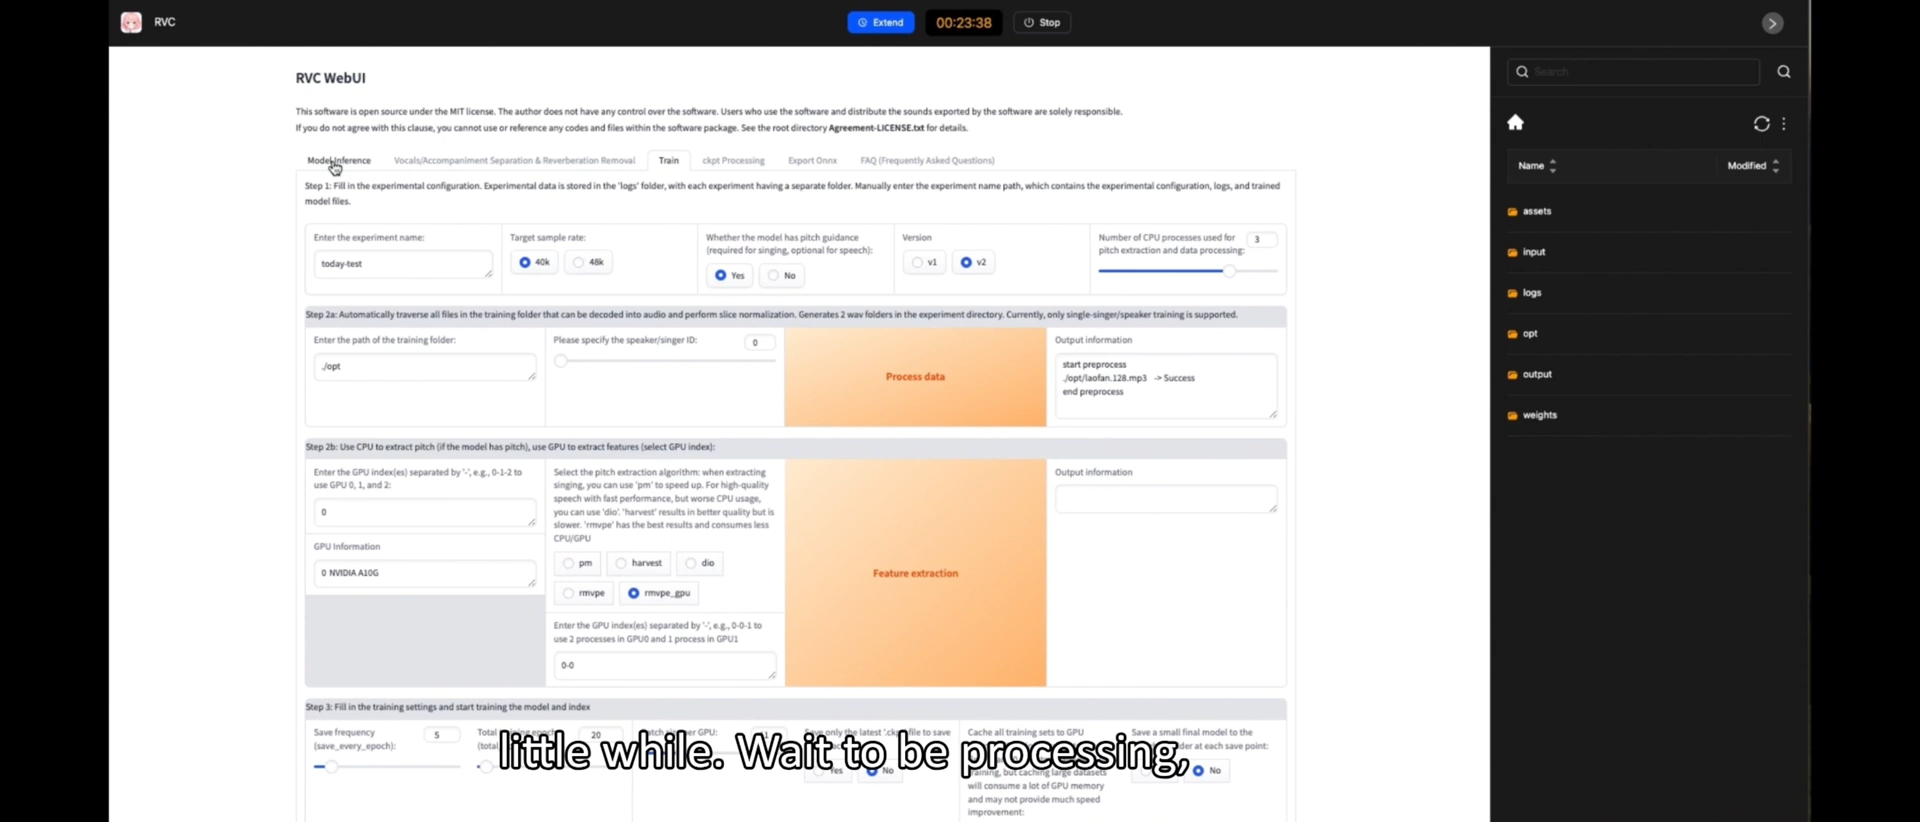 RVC
Extend
00:23:38
Stop
Search
RVC WebUI
This software is open source under the MIT license. The author does not have any control over the software. Users who use the software and distribute the sounds exported by the software are solely responsible.
If you do not agree with this clause, you cannot use or reference any codes and files within the software package. See the root directory Agreement-LICENSE.txt for details.
Model Inference
Vocals/Accompaniment Separation & Reverberation Removal
Train
ckpt Processing
Export Onnx
FAQ (Frequently Asked Questions)
Step 1: Fill in the experimental configuration. Experimental data is stored in the 'logs' folder, with each experiment having a separate folder. Manually enter the experiment name path, which contains the experimental configuration, logs, and trained
model files.
Enter the experiment name:
today-test
Target sample rate:
40k
48k
Whether the model has pitch guidance
(required for singing, optional for speech):
Yes
No
Version
v1
v2
Number of CPU processes used for
pitch extraction and data processing:
3
Step 2a: Automatically traverse all files in the training folder that can be decoded into audio and perform slice normalization. Generates 2 wav folders in the experiment directory. Currently, only single-singer/speaker training is supported.
Enter the path of the training folder:
./opt
Please specify the speaker/singer ID:
0
Process data
Output information
start preprocess
./opt/laofan.128.mp3 -> Success
end preprocess
Step 2b: Use CPU to extract pitch (if the model has pitch), use GPU to extract features (select GPU index):
Enter the GPU index(es) separated by '-', e.g., 0-1-2 to
use GPU 0, 1, and 2:
0
GPU Information
0 NVIDIA A10G
Select the pitch extraction algorithm: when extracting
singing, you can use 'pm' to speed up. For high-quality
speech with fast performance, but worse CPU usage,
you can use 'dio'. 'harvest' results in better quality but is
slower. 'rmvpe' has the best results and consumes less
CPU/GPU
pm
harvest
dio
rmvpe
rmvpe_gpu
Enter the GPU index(es) separated by '-', e.g., 0-0-1 to
use 2 processes in GPU0 and 1 process in GPU1
0-0
Feature extraction
Output information
Step 3: Fill in the training settings and start training the model and index
Save frequency
(save_every_epoch):
5
20
per GPU:
only the latest '.ckpt' file to save
Yes
No
Cache all training sets to GPU
training, but caching large datasets
will consume a lot of GPU memory
and may not provide much speed
improvement:
Save a small final model to the
at each save point:
No
little while. Wait to be processing,
Name
Modified
assets
input
logs
opt
output
weights